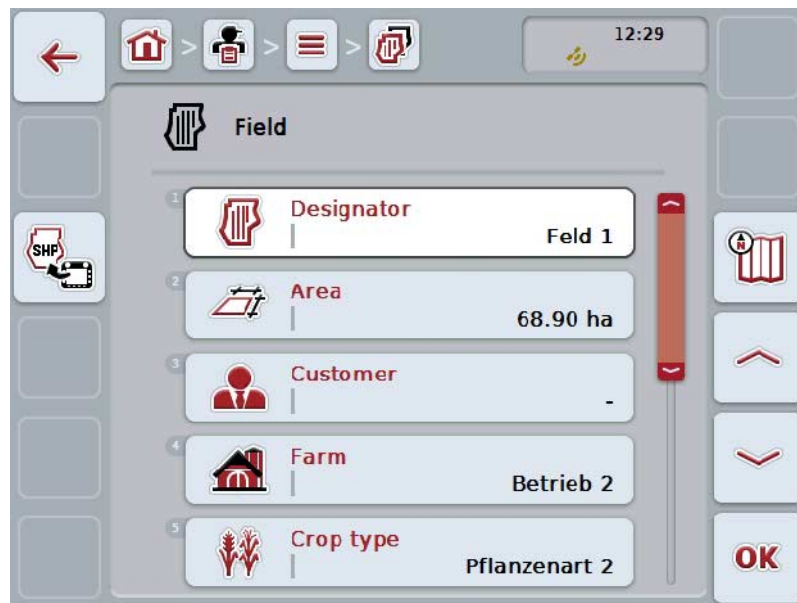 12:29
Field
1
Designator
Feld 1
SHP
N
2
Area
68.90 ha
3
Customer
-
4
Farm
Betrieb 2
5
Crop type
Pflanzenart 2
OK